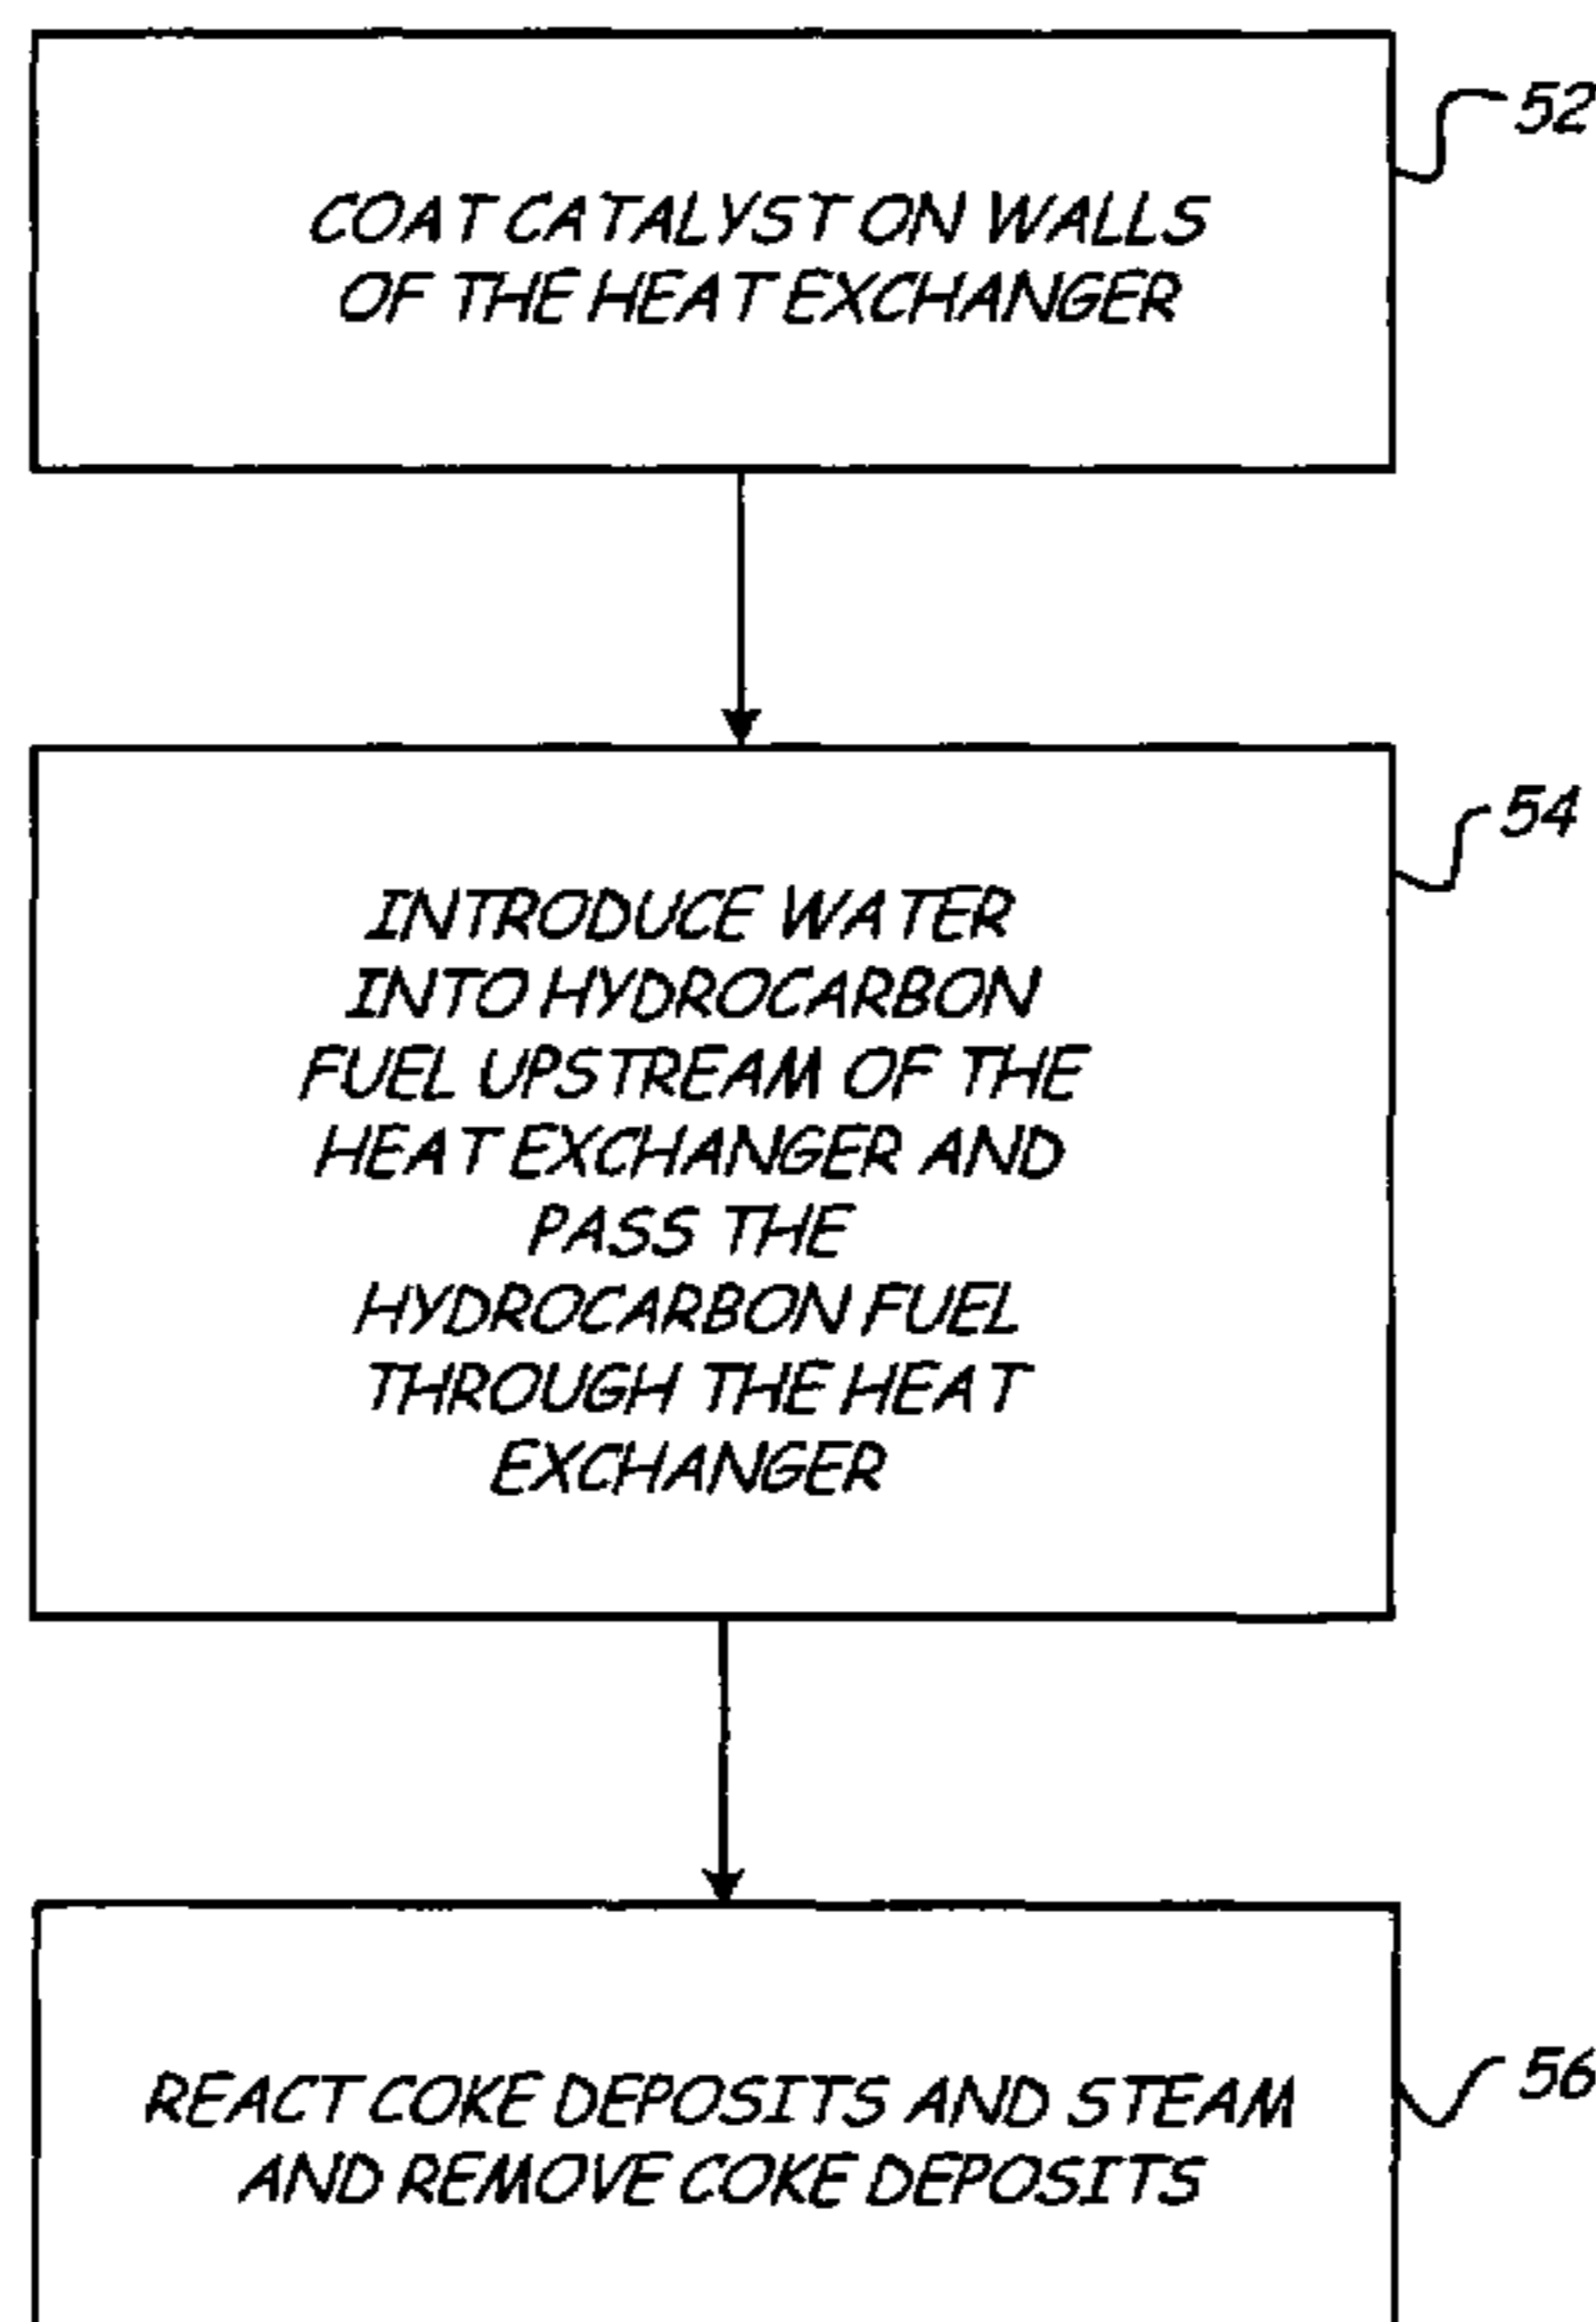 52
COAT CATALYST ON WALLS
OF THE HEAT EXCHANGER
54
INTRODUCE WATER
INTO HYDROCARBON
FUEL UPSTREAM OF THE
HEAT EXCHANGER AND
PASS THE
HYDROCARBON FUEL
THROUGH THE HEAT
EXCHANGER
56
REACT COKE DEPOSITS AND STEAM
AND REMOVE COKE DEPOSITS